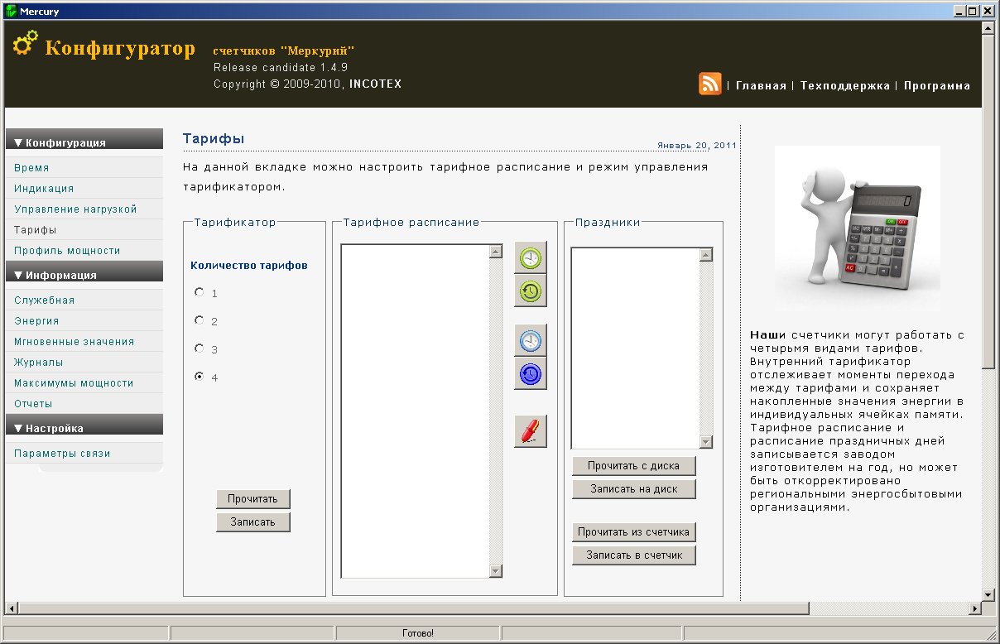 Mercury
Конфигуратор
счетчиков "Меркурий"
Release candidate 1.4.9
Copyright © 2009-2010, INCOTEX
| Главная | Техподдержка | Программа
▼ Конфигурация
Время
Индикация
Управление нагрузкой
Тарифы
Профиль мощности
▼ Информация
Служебная
Энергия
Мгновенные значения
Журналы
Максимумы мощности
Отчеты
▼ Настройка
Параметры связи
Тарифы
Январь 20, 2011
На данной вкладке можно настроить тарифное расписание и режим управления
тарификатором.
Тарификатор
Количество тарифов
1
2
3
4
Прочитать
Записать
Тарифное расписание
Праздники
Прочитать с диска
Записать на диск
Прочитать из счетчика
Записать в счетчик
Наши счетчики могут работать с
четырьмя видами тарифов.
Внутренний тарификатор
отслеживает моменты перехода
между тарифами и сохраняет
накопленные значения энергии в
индивидуальных ячейках памяти.
Тарифное расписание и
расписание праздничных дней
записывается заводом
изготовителем на год, но может
быть откорректировано
региональными энергосбытовыми
организациями.
Готово!